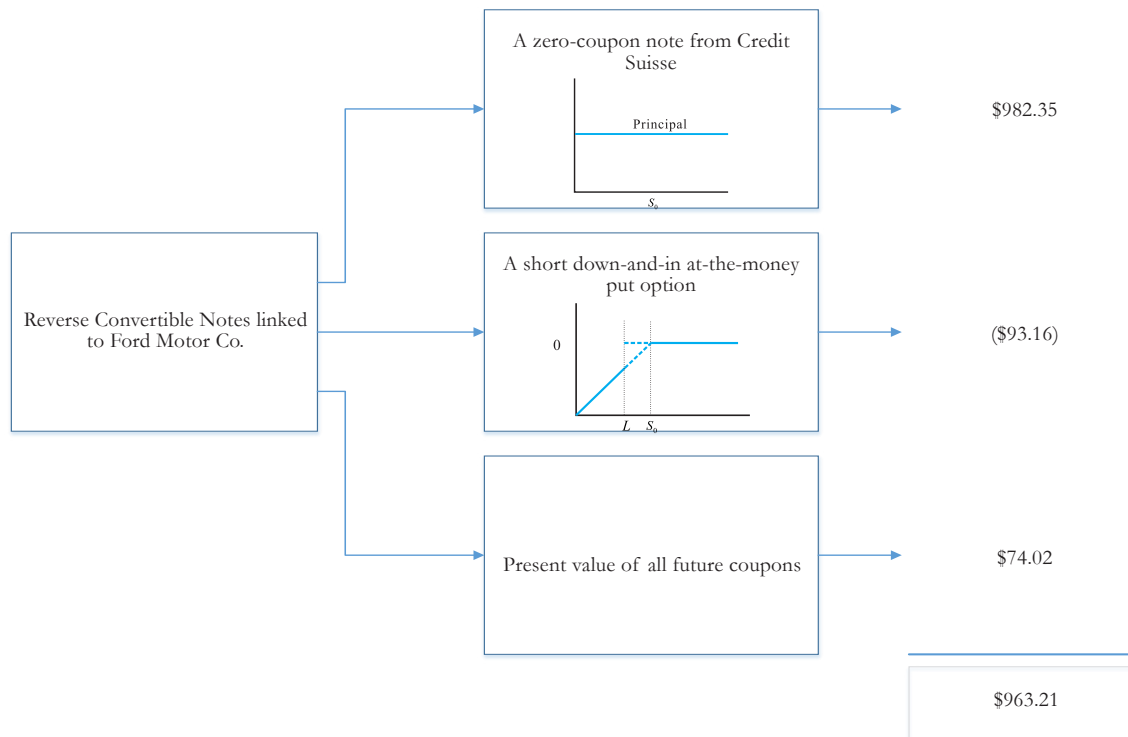 A zero-coupon note from Credit
Suisse
Principal
S₀
$982.35
Reverse Convertible Notes linked
to Ford Motor Co.
A short down-and-in at-the-money
put option
0
L S₀
($93.16)
Present value of all future coupons
$74.02
$963.21